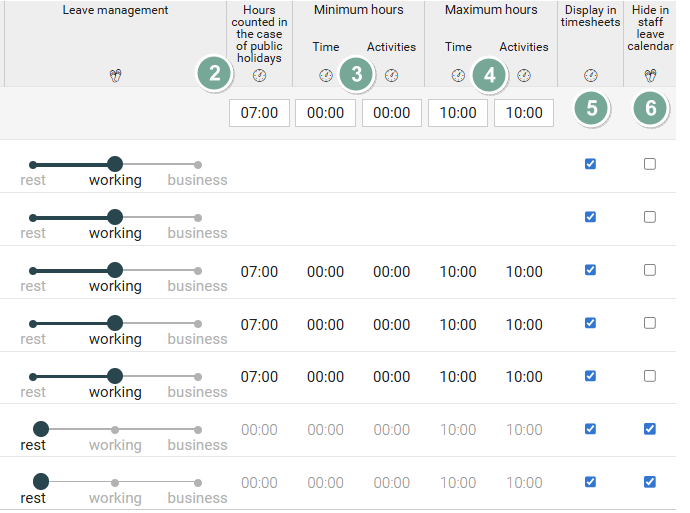 Leave management
Hours counted in the case of public holidays
Minimum hours
Maximum hours
Display in timesheets
Hide in staff leave calendar
Time Activities Time Activities
2 3 4 5 6
07:00 00:00 00:00 10:00 10:00
rest working business
rest working business
07:00 00:00 00:00 10:00 10:00
rest working business
07:00 00:00 00:00 10:00 10:00
rest working business
07:00 00:00 00:00 10:00 10:00
rest working business
00:00 00:00 00:00 10:00 10:00
rest working business
00:00 00:00 00:00 10:00 10:00
rest working business